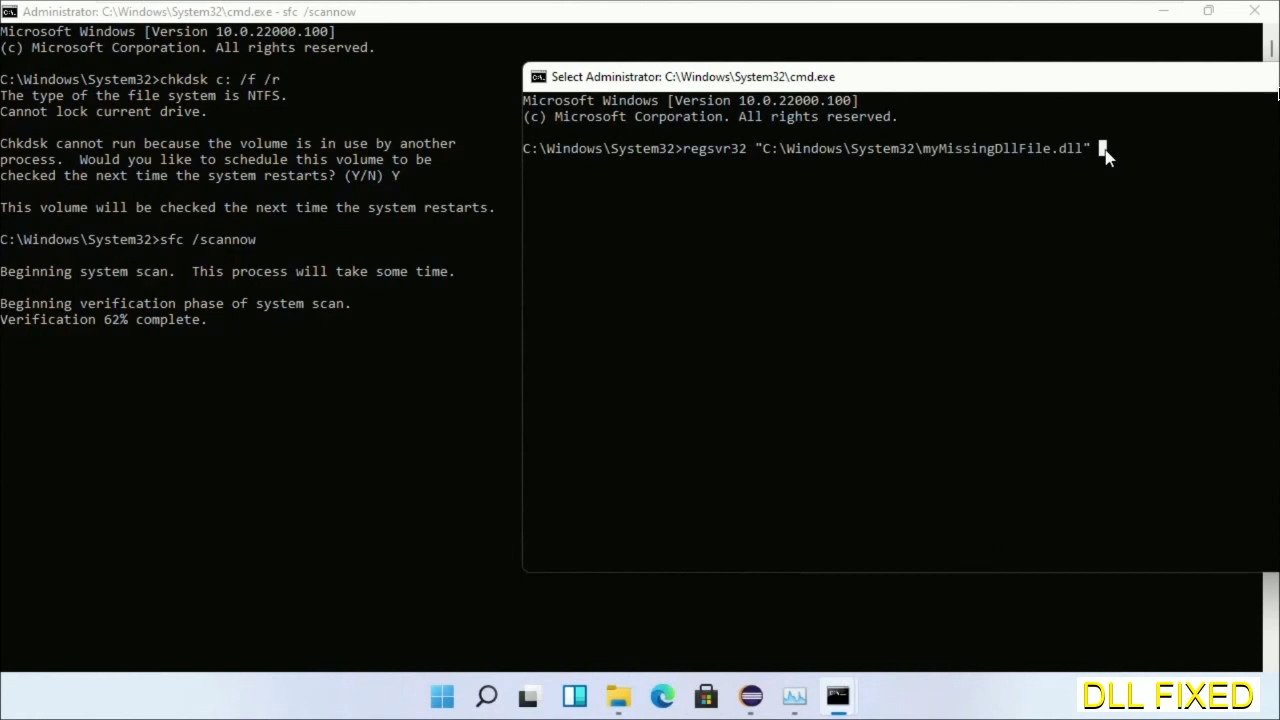 Administrator: C:\Windows\System32\cmd.exe - sfc /scannow
Microsoft Windows [Version 10.0.22000.100]
(c) Microsoft Corporation. All rights reserved.
C:\Windows\System32>chkdsk c: /f /r
The type of the file system is NTFS.
Cannot lock current drive.
Chkdsk cannot run because the volume is in use by another
process.  Would you like to schedule this volume to be
checked the next time the system restarts? (Y/N) Y
This volume will be checked the next time the system restarts.
C:\Windows\System32>sfc /scannow
Beginning system scan.  This process will take some time.
Beginning verification phase of system scan.
Verification 62% complete.
Select Administrator: C:\Windows\System32\cmd.exe
Microsoft Windows [Version 10.0.22000.100]
(c) Microsoft Corporation. All rights reserved.
C:\Windows\System32>regsvr32 "C:\Windows\System32\myMissingDllFile.dll"
DLL FIXED